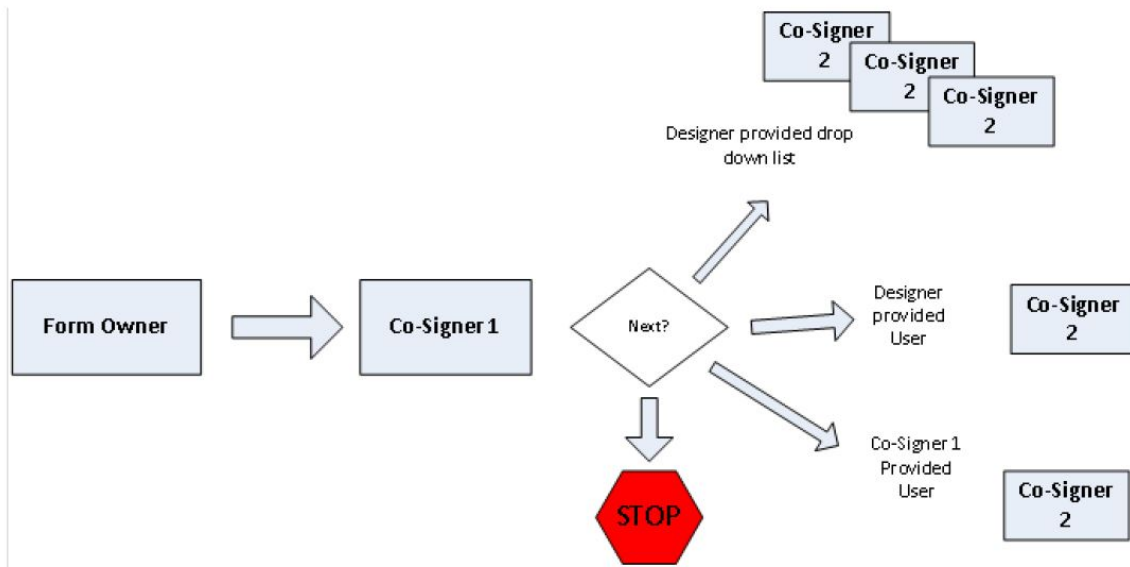 Co-Signer
2
Co-Signer
2
Co-Signer
2
Designer provided drop
down list
Form Owner
Co-Signer 1
Next?
Designer
provided
User
Co-Signer
2
STOP
Co-Signer 1
Provided
User
Co-Signer
2